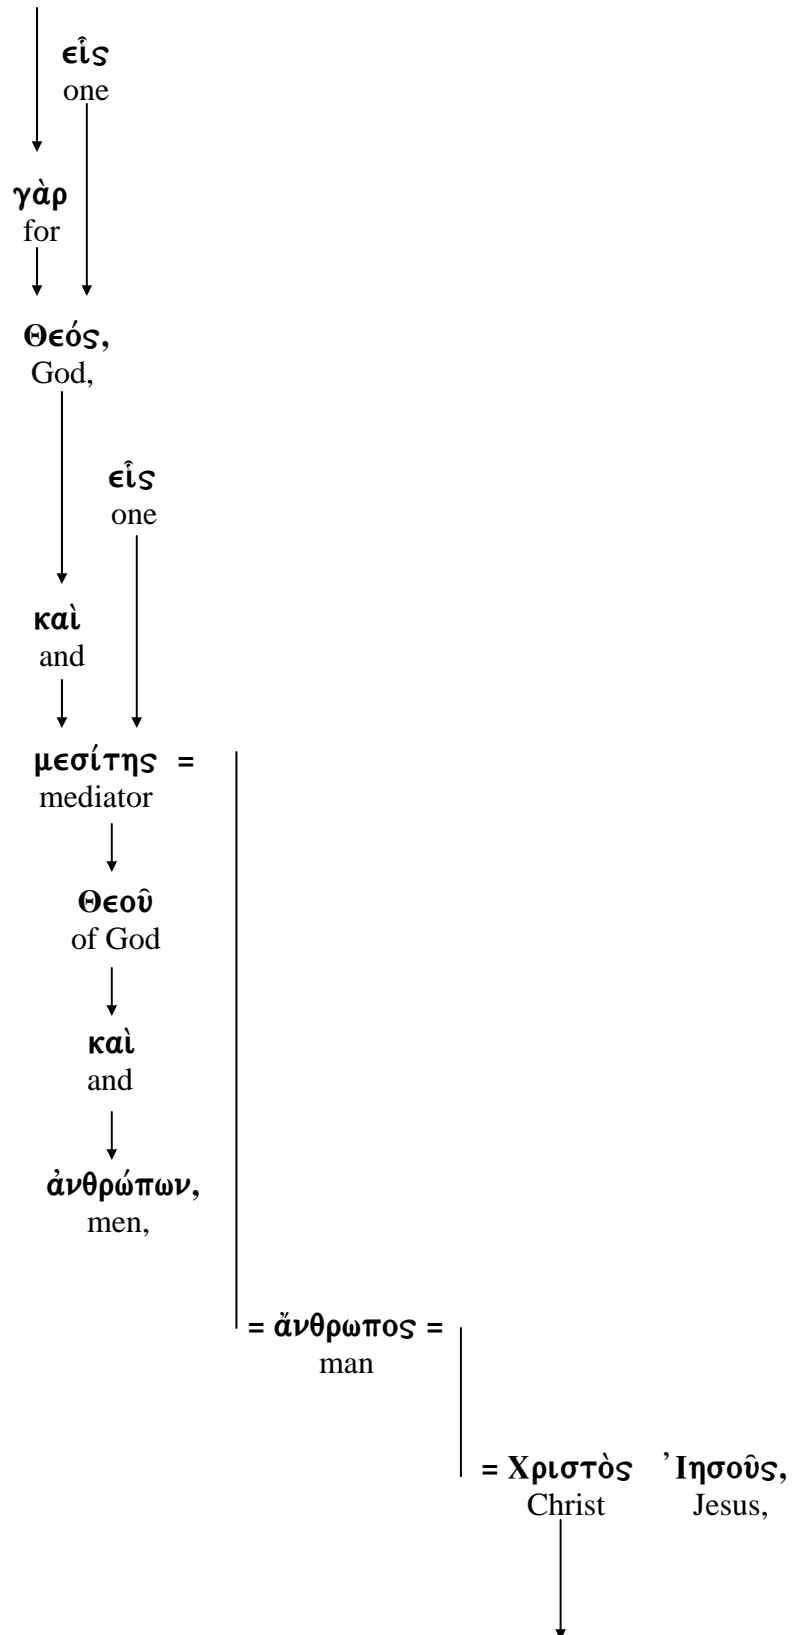 εἷς
one
γὰρ
for
Θεός,
God,
εἷς
one
καὶ
and
μεσίτης =
mediator
Θεοῦ
of God
καὶ
and
ἀνθρώπων,
men,
= ἄνθρωπος =
man
= Χριστὸς Ἰησοῦς,
Christ Jesus,